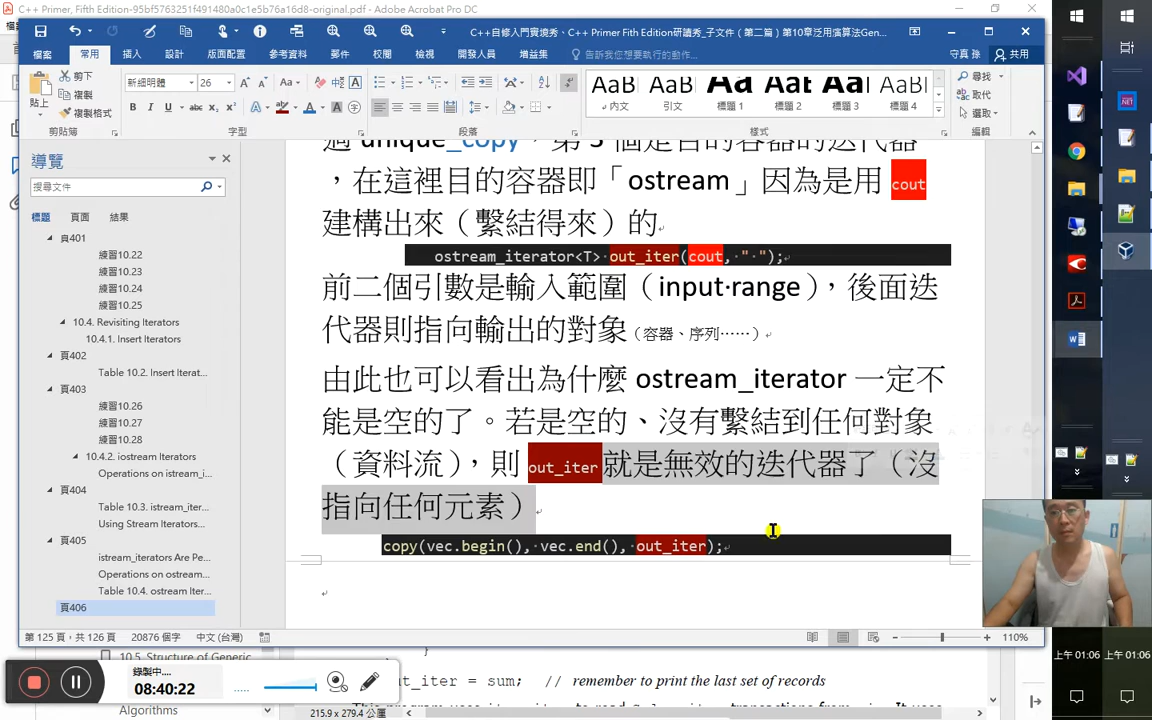 C++ Primer, Fifth Edition-95bf5763251f491480a0c1e5b76a16d8-original.pdf - Adobe Acrobat Pro DC
C++自修入門實境秀、C++ Primer Fifth Edition研讀秀_子文件（第二篇）第10章泛用演算法Gen...
檔案 常用 插入 設計 版面配置 參考資料 郵件 校閱 檢視 開發人員 增益集 告訴我您想要執行的動作... 守真 孫 共用
貼上 剪下 複製 複製格式
新細明體 26
AaB AaB AaB AaB AaB AaBl
內文 引文 標題 1 標題 2 標題 3 標題 4
尋找 取代 選取
剪貼簿 字型 段落 樣式 編輯
導覽
搜尋文件
標題 頁面 結果
頁401
練習10.22
練習10.23
練習10.24
練習10.25
10.4. Revisiting Iterators
10.4.1. Insert Iterators
頁402
Table 10.2. Insert Iterat...
頁403
練習10.26
練習10.27
練習10.28
10.4.2. iostream Iterators
Operations on istream_i...
頁404
Using Stream Iterators...
頁405
istream_iterators Are Pe...
Operations on ostream...
Table 10.4. ostream Iter...
頁406
過 unique_copy，第 3 個是目的容器的迭代器
，在這裡目的容器即「ostream」因為是用 cout
建構出來（繫結得來）的
ostream_iterator<T> out_iter(cout, " ");
前二個引數是輸入範圍（input range），後面迭
代器則指向輸出的對象（容器、序列……）
由此也可以看出為什麼 ostream_iterator 一定不
能是空的了。若是空的、沒有繫結到任何對象
（資料流），則 out_iter 就是無效的迭代器了（沒
指向任何元素）
copy(vec.begin(), vec.end(), out_iter);
第 125 頁，共 126 頁 20876 個字 中文 (台灣) 110%
10.5. Structure of Generic
Algorithms
錄製中...
08:40:22
}
t_iter = sum; // remember to print the last set of records
215.9 x 279.4 公釐
上午 01:06 上午 01:06